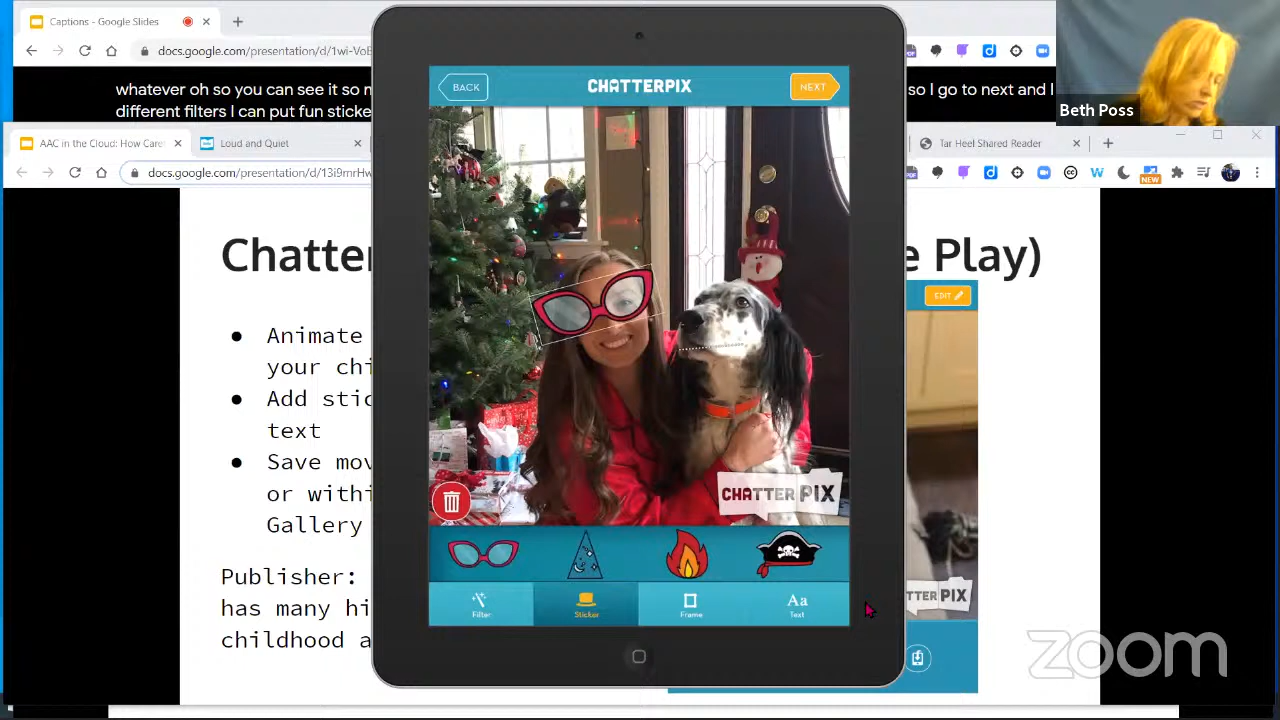 Captions - Google Slides
docs.google.com/presentation/d/1wi-VoB
whatever oh so you can see it so m
so I go to next and I
different filters I can put fun sticke
Beth Poss
AAC in the Cloud: How Care
Loud and Quiet
Tar Heel Shared Reader
docs.google.com/presentation/d/13i9mrHw
NEW
BACK
CHATTERPIX
NEXT
Chatter
e Play)
EDIT
Animate
your chi
Add stic
text
Save mov
or withi
Gallery
CHATTER PIX
TTER PIX
Publisher:
has many hi
childhood a
Filter
Sticker
Frame
Aa
Text
zoom